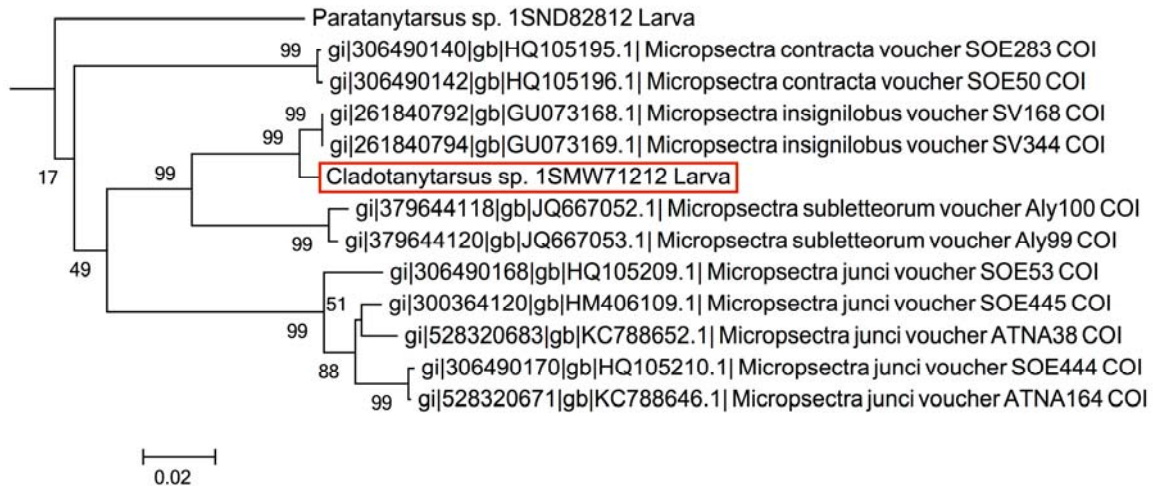 Paratanytarsus sp. 1SND82812 Larva
99
gi|306490140|gb|HQ105195.1| Micropsectra contracta voucher SOE283 COI
gi|306490142|gb|HQ105196.1| Micropsectra contracta voucher SOE50 COI
99
gi|261840792|gb|GU073168.1| Micropsectra insignilobus voucher SV168 COI
99
gi|261840794|gb|GU073169.1| Micropsectra insignilobus voucher SV344 COI
17
99
Cladotanytarsus sp. 1SMW71212 Larva
gi|379644118|gb|JQ667052.1| Micropsectra subletteorum voucher Aly100 COI
99
gi|379644120|gb|JQ667053.1| Micropsectra subletteorum voucher Aly99 COI
49
gi|306490168|gb|HQ105209.1| Micropsectra junci voucher SOE53 COI
51
gi|300364120|gb|HM406109.1| Micropsectra junci voucher SOE445 COI
99
gi|528320683|gb|KC788652.1| Micropsectra junci voucher ATNA38 COI
88
gi|306490170|gb|HQ105210.1| Micropsectra junci voucher SOE444 COI
99
gi|528320671|gb|KC788646.1| Micropsectra junci voucher ATNA164 COI
0.02